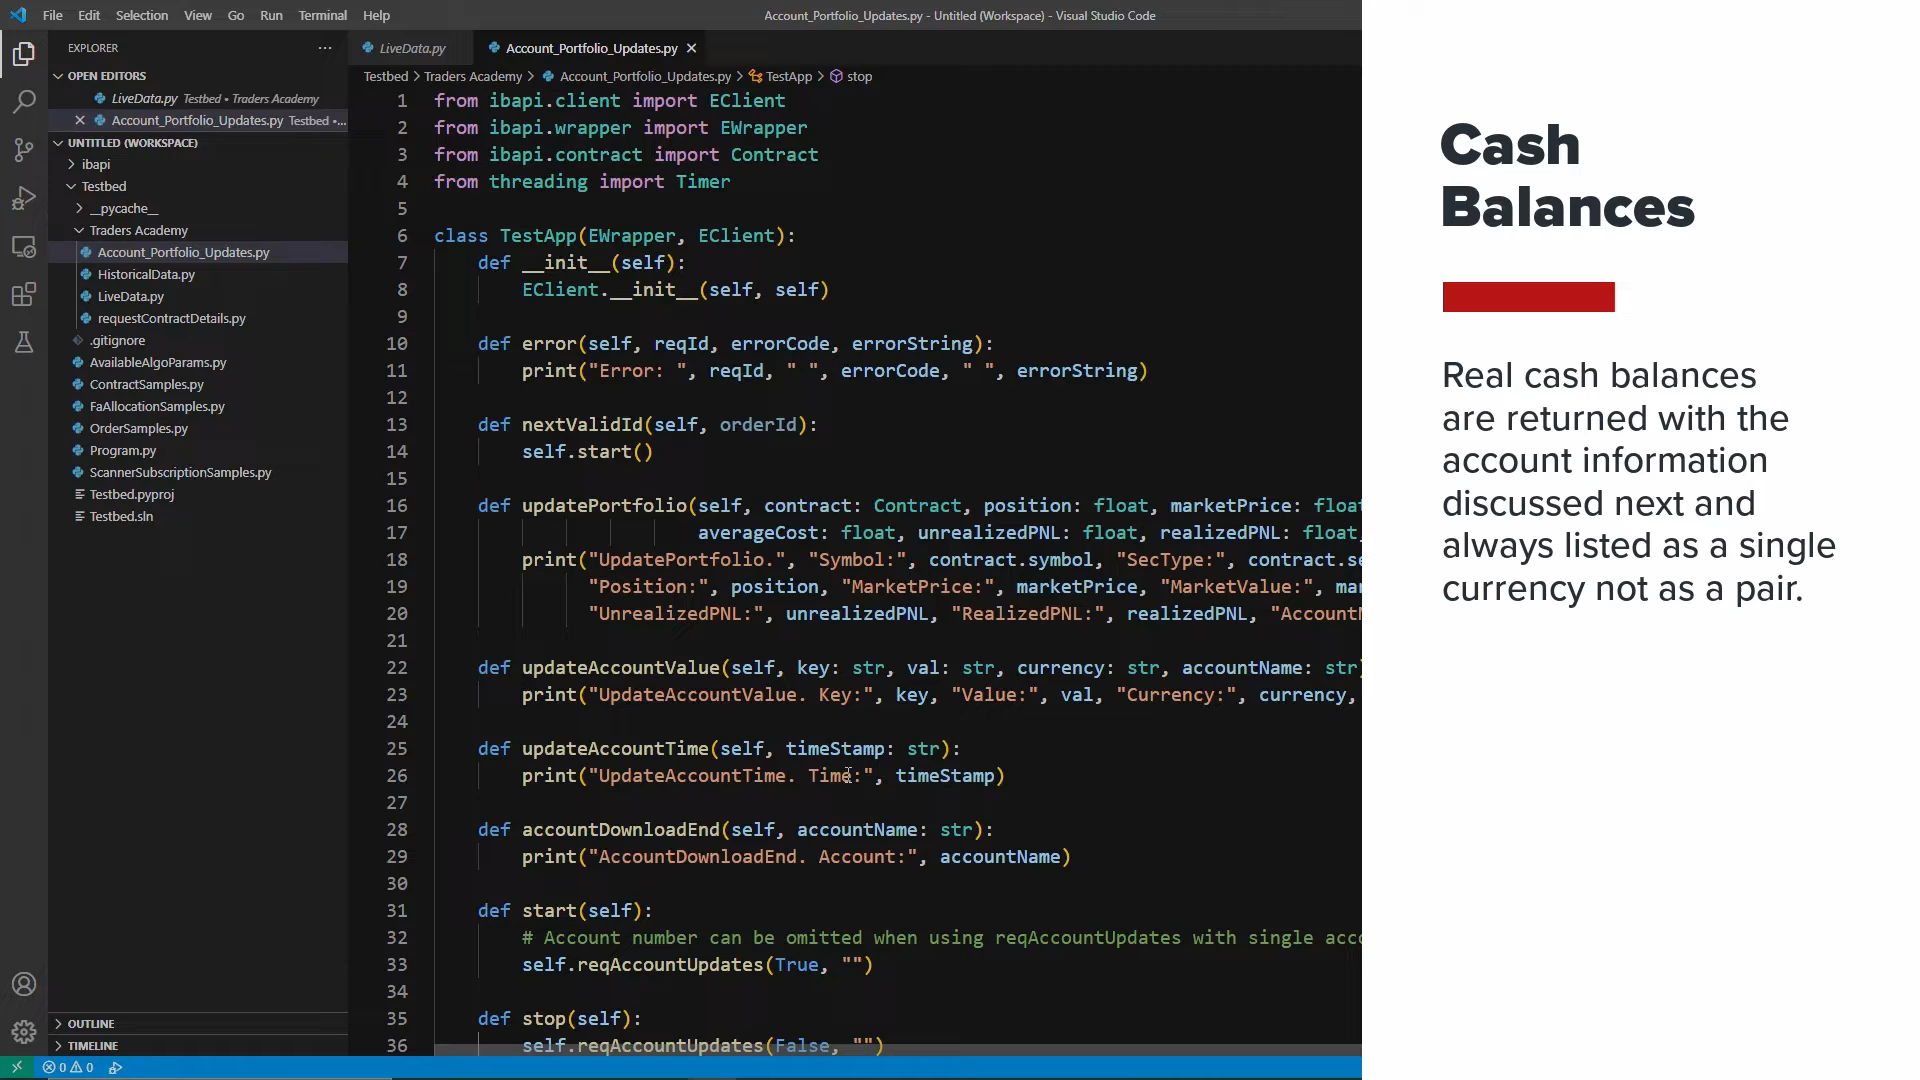 File Edit Selection View Go Run Terminal Help
Account_Portfolio_Updates.py - Untitled (Workspace) - Visual Studio Code
EXPLORER
OPEN EDITORS
LiveData.py Testbed • Traders Academy
Account_Portfolio_Updates.py Testbed •...
UNTITLED (WORKSPACE)
ibapi
Testbed
__pycache__
Traders Academy
Account_Portfolio_Updates.py
HistoricalData.py
LiveData.py
requestContractDetails.py
.gitignore
AvailableAlgoParams.py
ContractSamples.py
FaAllocationSamples.py
OrderSamples.py
Program.py
ScannerSubscriptionSamples.py
Testbed.pyproj
Testbed.sln
OUTLINE
TIMELINE
0 0
LiveData.py Account_Portfolio_Updates.py
Testbed > Traders Academy > Account_Portfolio_Updates.py > TestApp > stop
1 from ibapi.client import EClient
2 from ibapi.wrapper import EWrapper
3 from ibapi.contract import Contract
4 from threading import Timer
5
6 class TestApp(EWrapper, EClient):
7 def __init__(self):
8 EClient.__init__(self, self)
9
10 def error(self, reqId, errorCode, errorString):
11 print("Error: ", reqId, " ", errorCode, " ", errorString)
12
13 def nextValidId(self, orderId):
14 self.start()
15
16 def updatePortfolio(self, contract: Contract, position: float, marketPrice: float
17 averageCost: float, unrealizedPNL: float, realizedPNL: float,
18 print("UpdatePortfolio.", "Symbol:", contract.symbol, "SecType:", contract.se
19 "Position:", position, "MarketPrice:", marketPrice, "MarketValue:", ma
20 "UnrealizedPNL:", unrealizedPNL, "RealizedPNL:", realizedPNL, "AccountN
21
22 def updateAccountValue(self, key: str, val: str, currency: str, accountName: str)
23 print("UpdateAccountValue. Key:", key, "Value:", val, "Currency:", currency,
24
25 def updateAccountTime(self, timeStamp: str):
26 print("UpdateAccountTime. Time:", timeStamp)
27
28 def accountDownloadEnd(self, accountName: str):
29 print("AccountDownloadEnd. Account:", accountName)
30
31 def start(self):
32 # Account number can be omitted when using reqAccountUpdates with single acco
33 self.reqAccountUpdates(True, "")
34
35 def stop(self):
36 self.reqAccountUpdates(False, "")
Cash
Balances
Real cash balances
are returned with the
account information
discussed next and
always listed as a single
currency not as a pair.